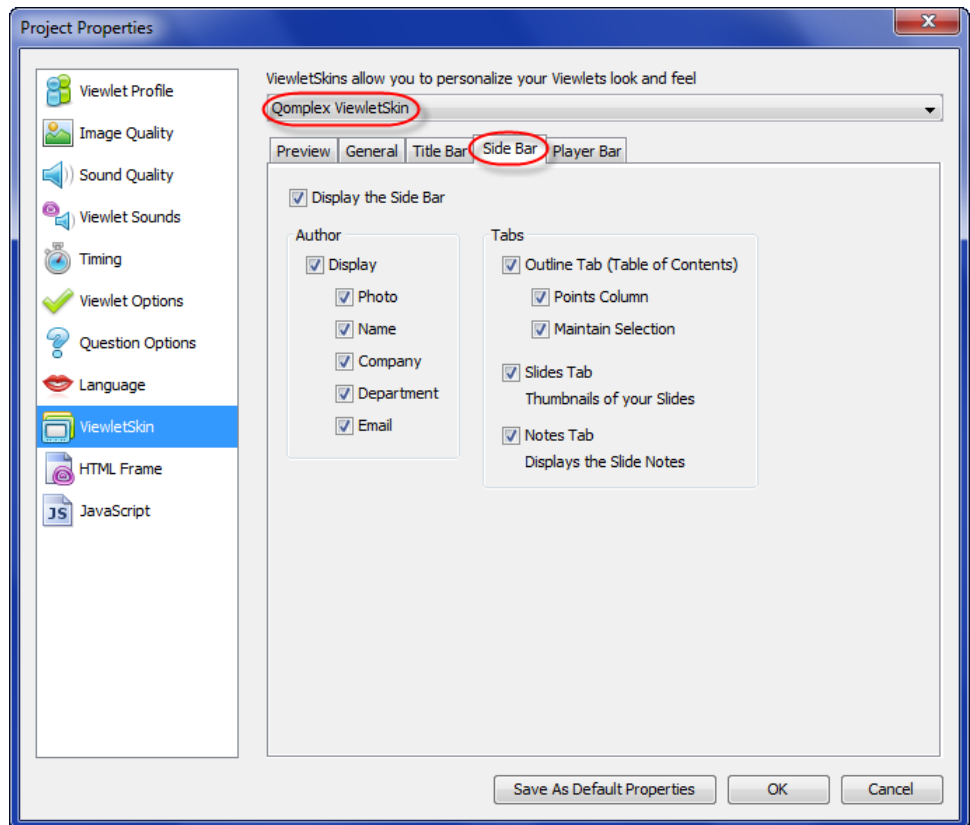 Project Properties
Viewlet Profile
Image Quality
Sound Quality
Viewlet Sounds
Timing
Viewlet Options
Question Options
Language
ViewletSkin
HTML Frame
JS JavaScript
ViewletSkins allow you to personalize your Viewlets look and feel
Qomplex ViewletSkin
Preview General Title Bar Side Bar Player Bar
Display the Side Bar
Author
Display
Photo
Name
Company
Department
Email
Tabs
Outline Tab (Table of Contents)
Points Column
Maintain Selection
Slides Tab
Thumbnails of your Slides
Notes Tab
Displays the Slide Notes
Save As Default Properties OK Cancel